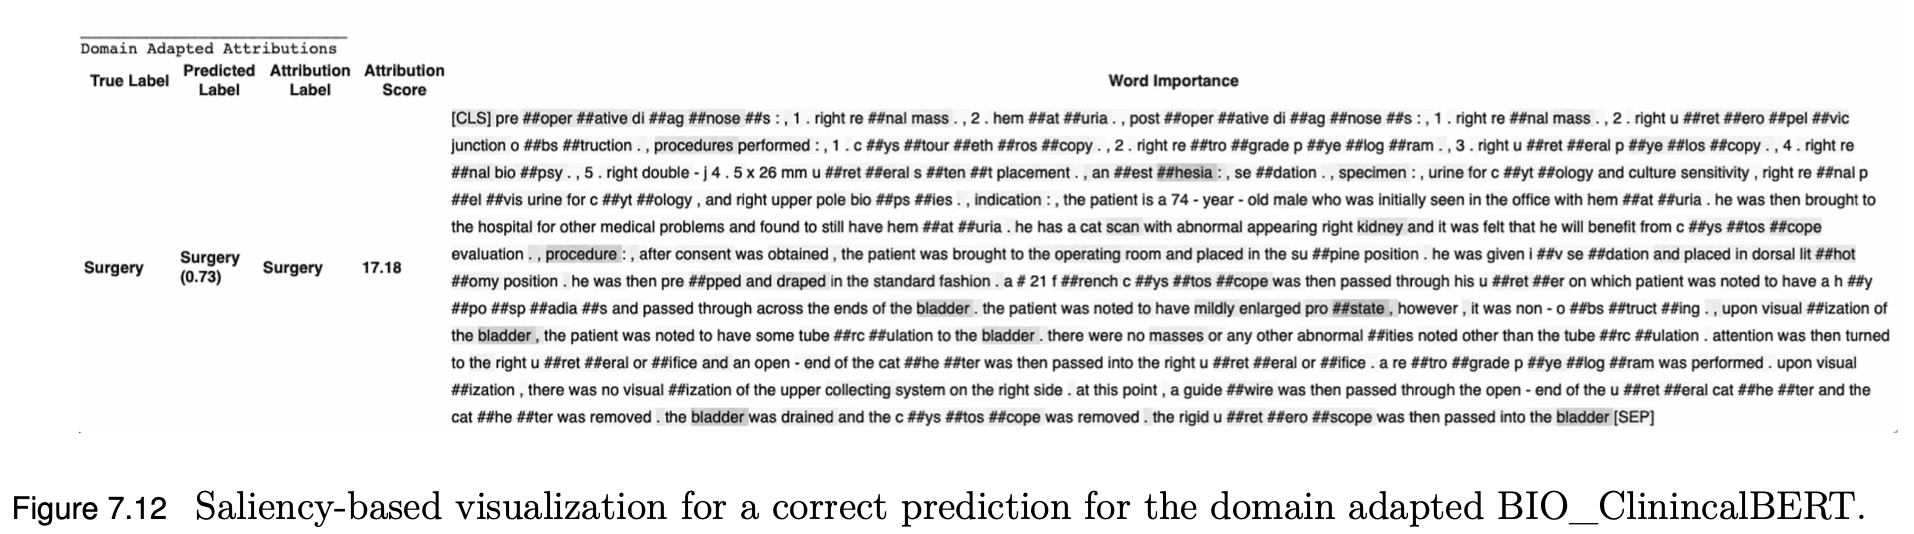 Domain Adapted Attributions
True Label Predicted Label Attribution Label Attribution Score Word Importance
[CLS] pre ##oper ##ative di ##ag ##nose ##s : , 1 . right re ##nal mass . , 2 . hem ##at ##uria . , post ##oper ##ative di ##ag ##nose ##s : , 1 . right re ##nal mass . , 2 . right u ##ret ##ero ##pel ##vic
junction o ##bs ##truction . , procedures performed : , 1 . c ##ys ##tour ##eth ##ros ##copy . , 2 . right re ##tro ##grade p ##ye ##log ##ram . , 3 . right u ##ret ##eral p ##ye ##los ##copy . , 4 . right re
##nal bio ##psy . , 5 . right double - j 4 . 5 x 26 mm u ##ret ##eral s ##ten ##t placement . , an ##est ##hesia : , se ##dation . , specimen : , urine for c ##yt ##ology and culture sensitivity , right re ##nal p
##el ##vis urine for c ##yt ##ology , and right upper pole bio ##ps ##ies . , indication : , the patient is a 74 - year - old male who was initially seen in the office with hem ##at ##uria . he was then brought to
the hospital for other medical problems and found to still have hem ##at ##uria . he has a cat scan with abnormal appearing right kidney and it was felt that he will benefit from c ##ys ##tos ##cope
evaluation . , procedure : , after consent was obtained , the patient was brought to the operating room and placed in the su ##pine position . he was given i ##v se ##dation and placed in dorsal lit ##hot
Surgery Surgery (0.73) Surgery 17.18
##omy position . he was then pre ##pped and draped in the standard fashion . a # 21 f ##rench c ##ys ##tos ##cope was then passed through his u ##ret ##er on which patient was noted to have a h ##y
##po ##sp ##adia ##s and passed through across the ends of the bladder . the patient was noted to have mildly enlarged pro ##state , however , it was non - o ##bs ##truct ##ing . , upon visual ##ization of
the bladder , the patient was noted to have some tube ##rc ##ulation to the bladder . there were no masses or any other abnormal ##ities noted other than the tube ##rc ##ulation . attention was then turned
to the right u ##ret ##eral or ##ifice and an open - end of the cat ##he ##ter was then passed into the right u ##ret ##eral or ##ifice . a re ##tro ##grade p ##ye ##log ##ram was performed . upon visual
##ization , there was no visual ##ization of the upper collecting system on the right side . at this point , a guide ##wire was then passed through the open - end of the u ##ret ##eral cat ##he ##ter and the
cat ##he ##ter was removed . the bladder was drained and the c ##ys ##tos ##cope was removed . the rigid u ##ret ##ero ##scope was then passed into the bladder [SEP]
Figure 7.12 Saliency-based visualization for a correct prediction for the domain adapted BIO_ClinincalBERT.